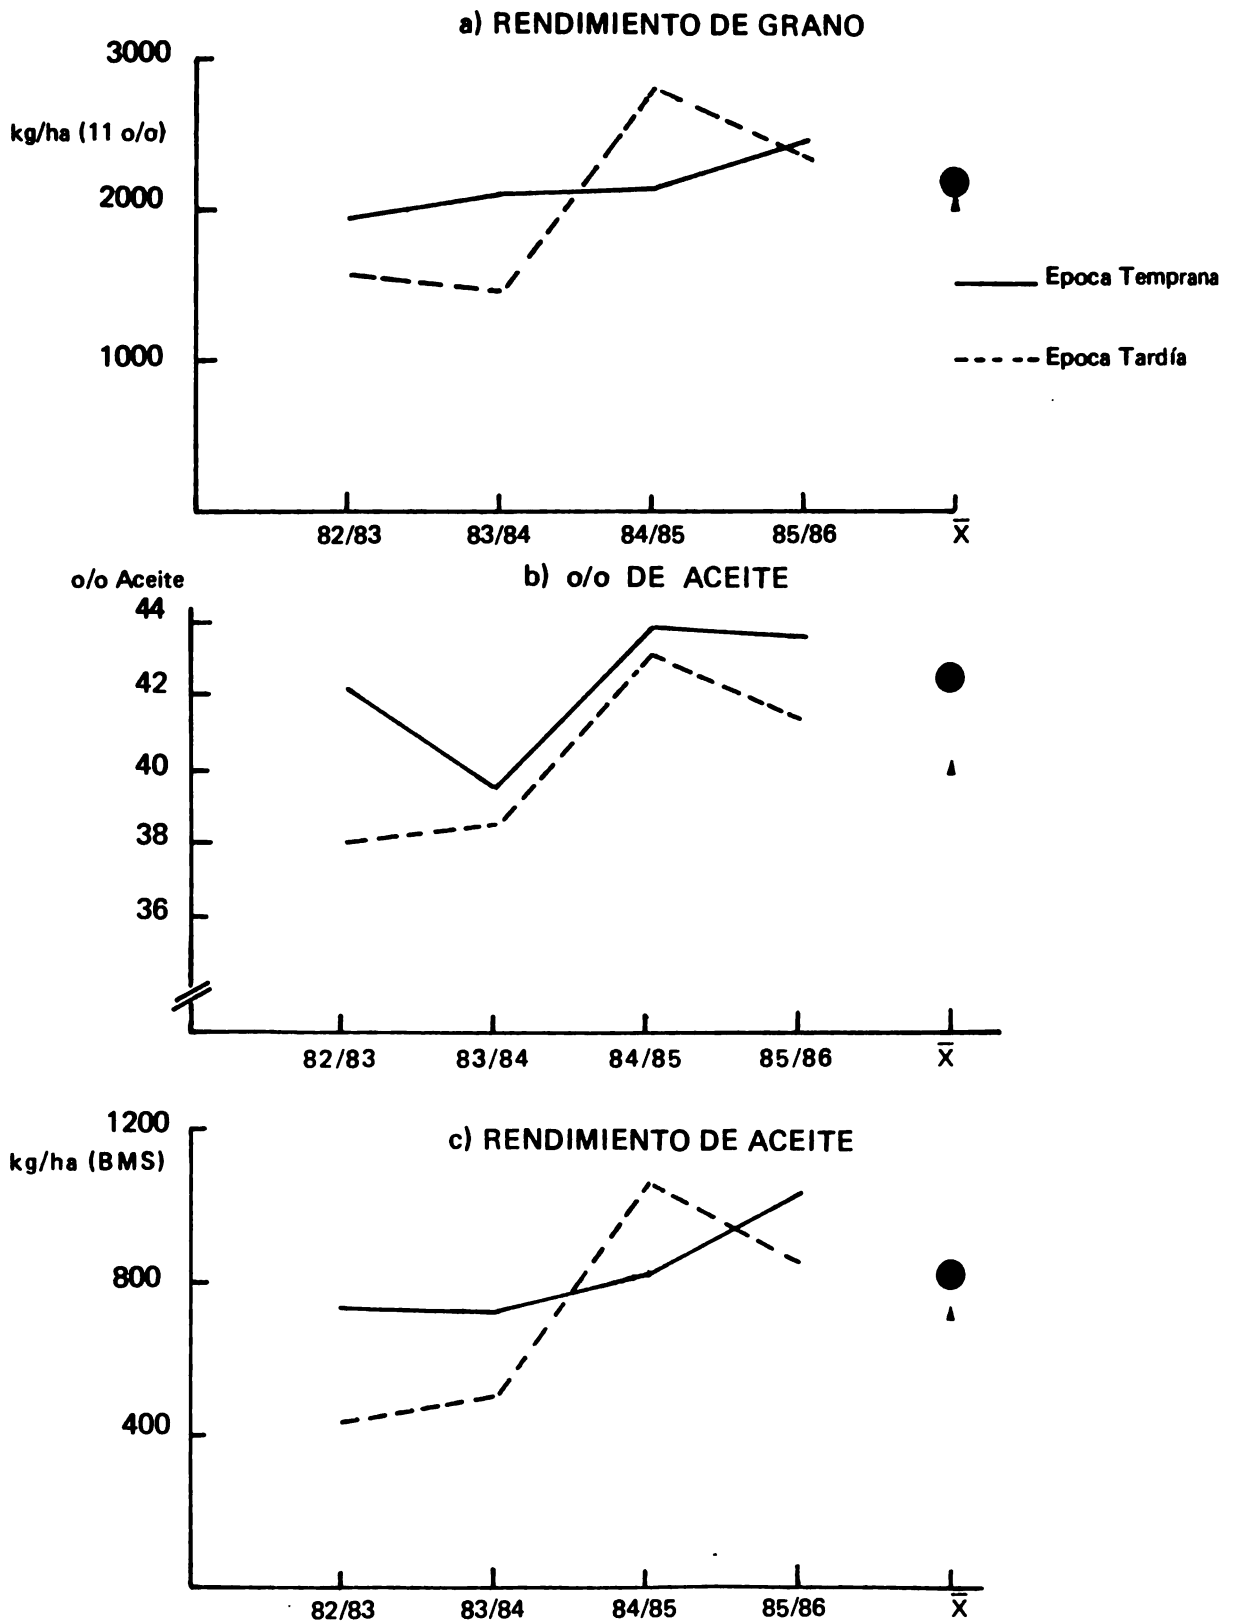 a) RENDIMIENTO DE GRANO
3000
kg/ha (11 o/o)
2000
Epoca Temprana
1000
Epoca Tardía
82/83 83/84 84/85 85/86 X̅
o/o Aceite
b) o/o DE ACEITE
44
42
40
38
36
82/83 83/84 84/85 85/86 X̅
1200
c) RENDIMIENTO DE ACEITE
kg/ha (BMS)
800
400
82/83 83/84 84/85 85/86 X̅